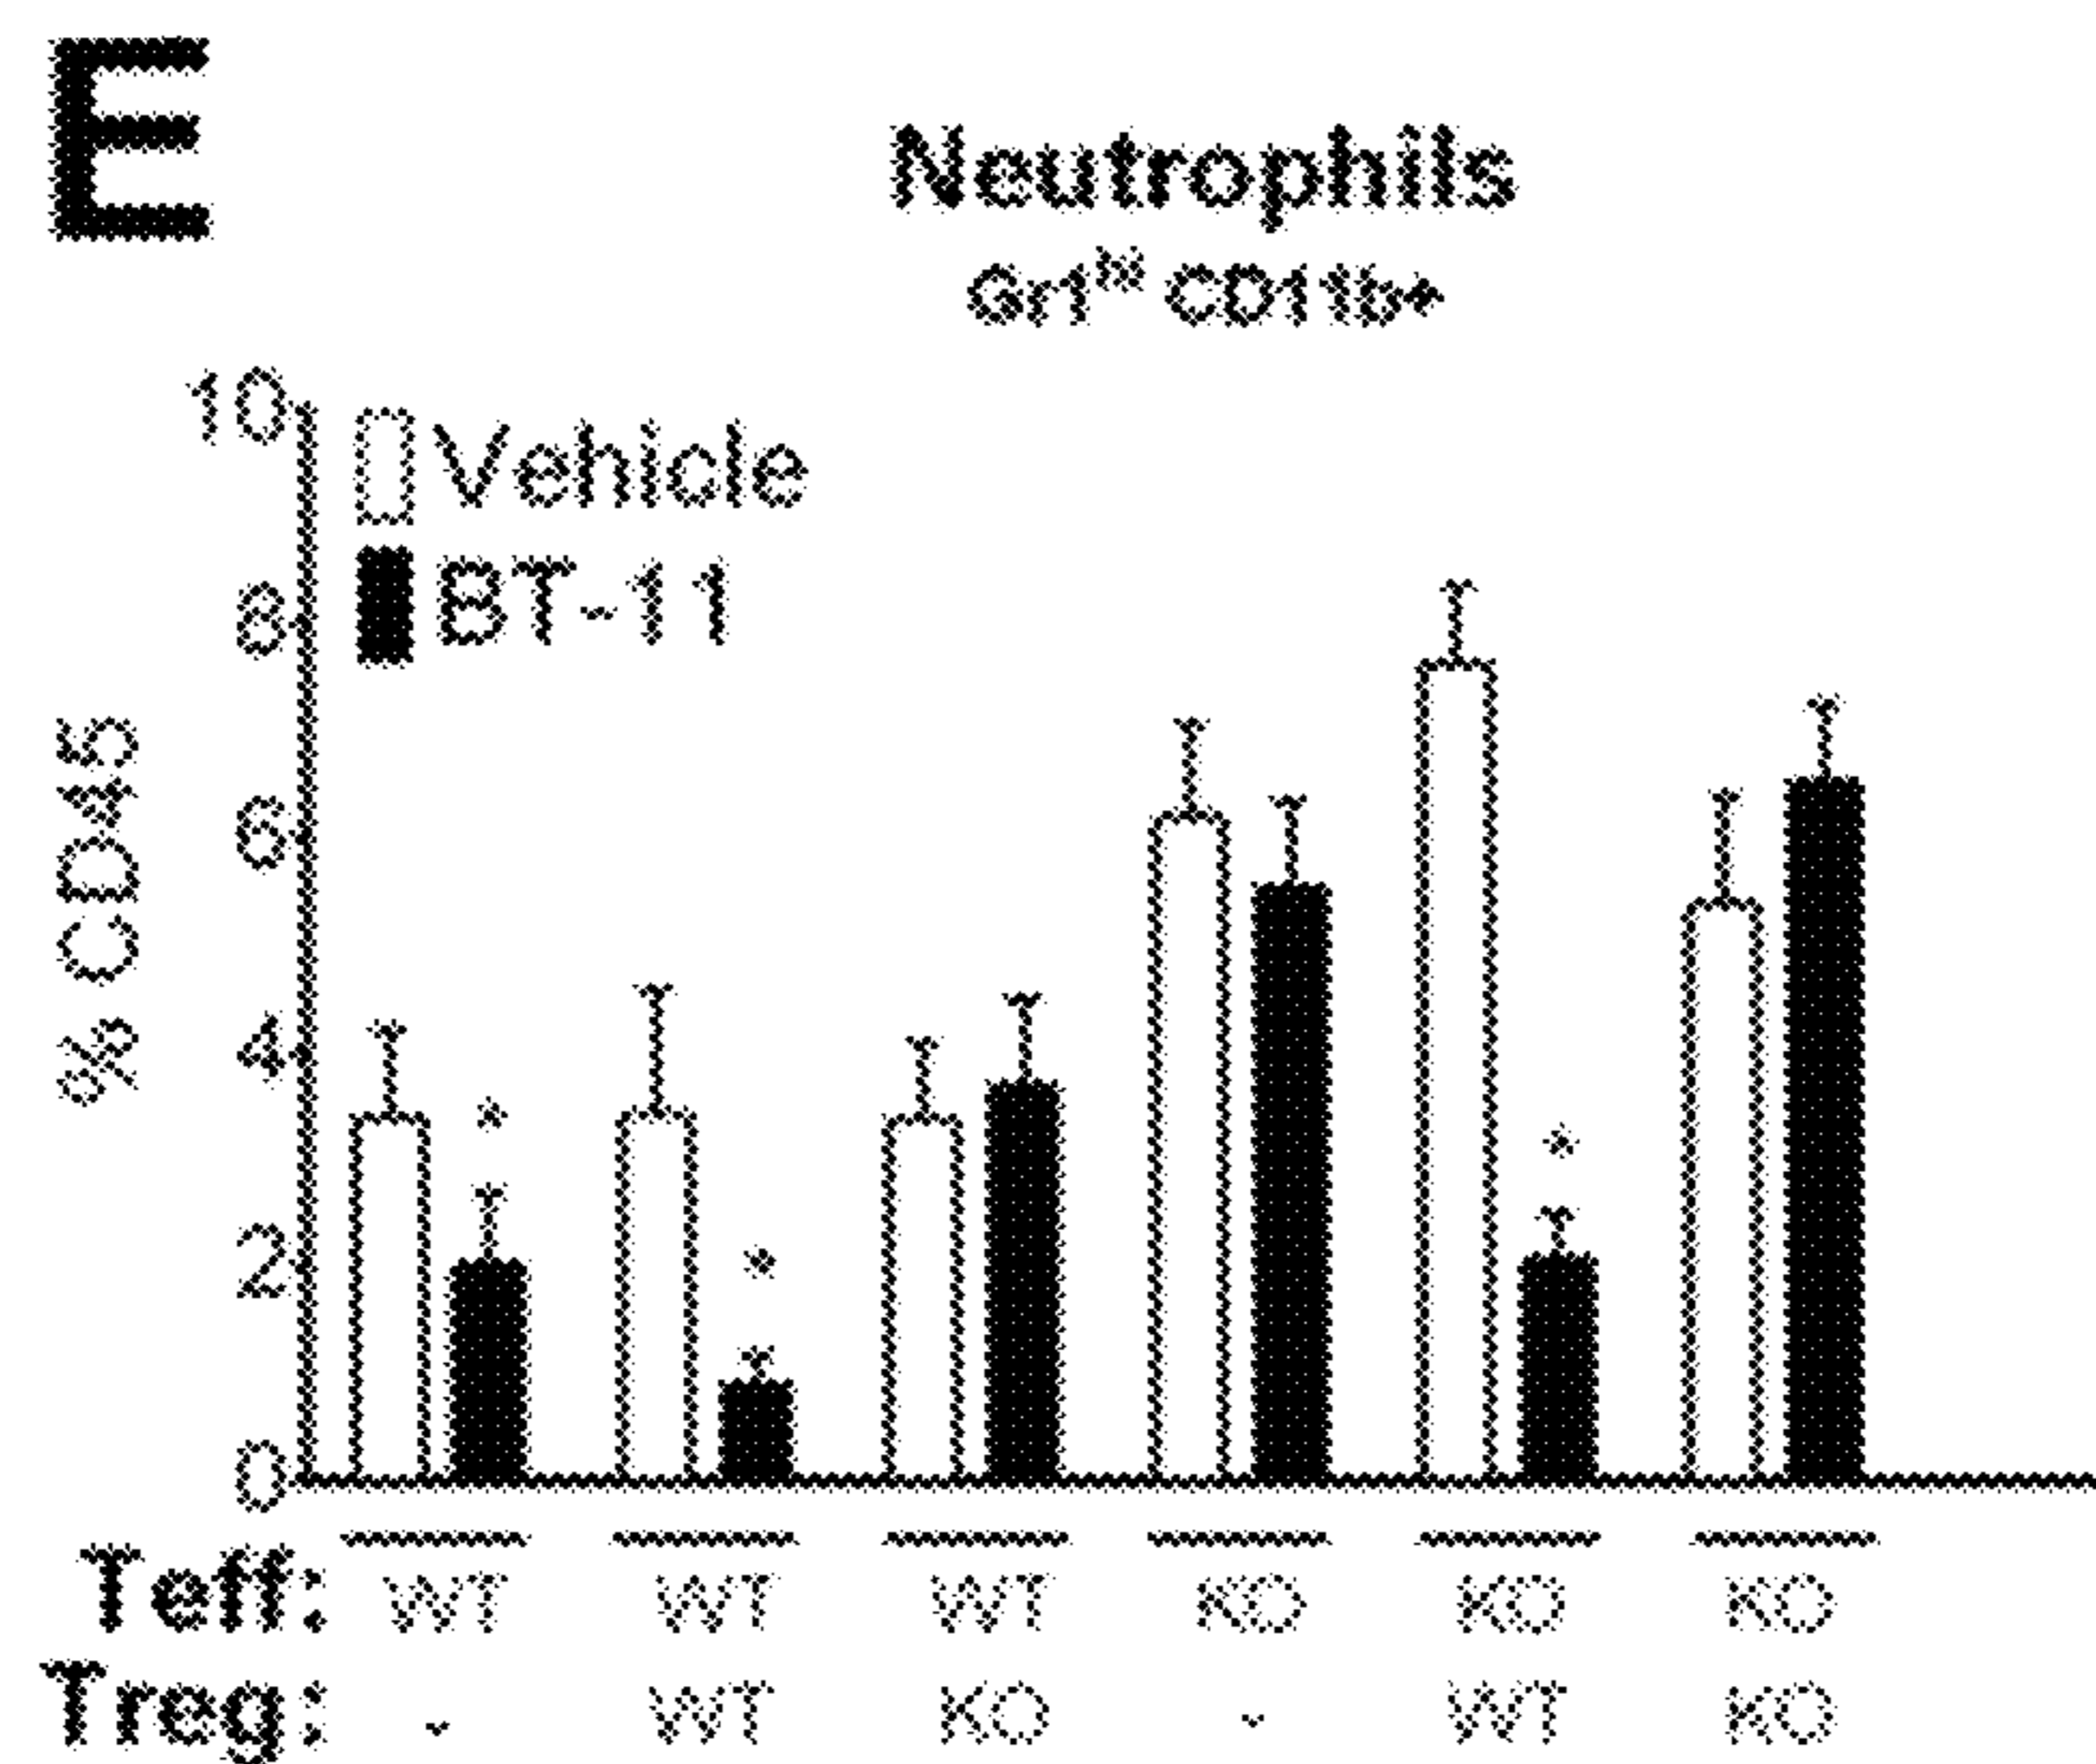 E
Neutrophils
Gr1hi CD11b+
Vehicle
BT-11
% CD45
10
8
6
4
2
0
* * *
Teff: WT WT WT KO KO KO
Treg: - WT KO - WT KO